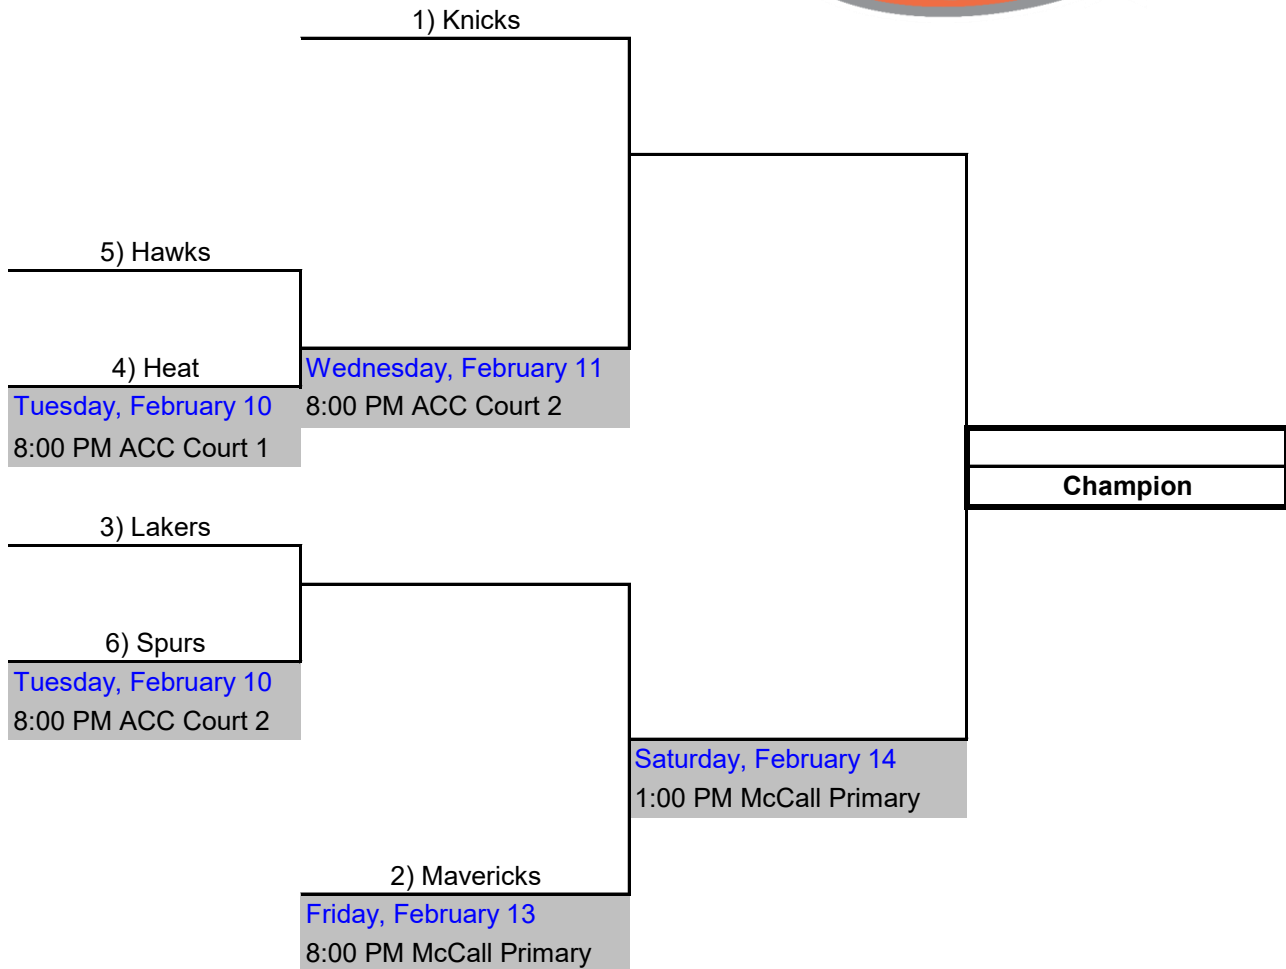 1) Knicks
5) Hawks
4) Heat
Wednesday, February 11
Tuesday, February 10
8:00 PM ACC Court 2
8:00 PM ACC Court 1
Champion
3) Lakers
6) Spurs
Tuesday, February 10
8:00 PM ACC Court 2
Saturday, February 14
1:00 PM McCall Primary
2) Mavericks
Friday, February 13
8:00 PM McCall Primary